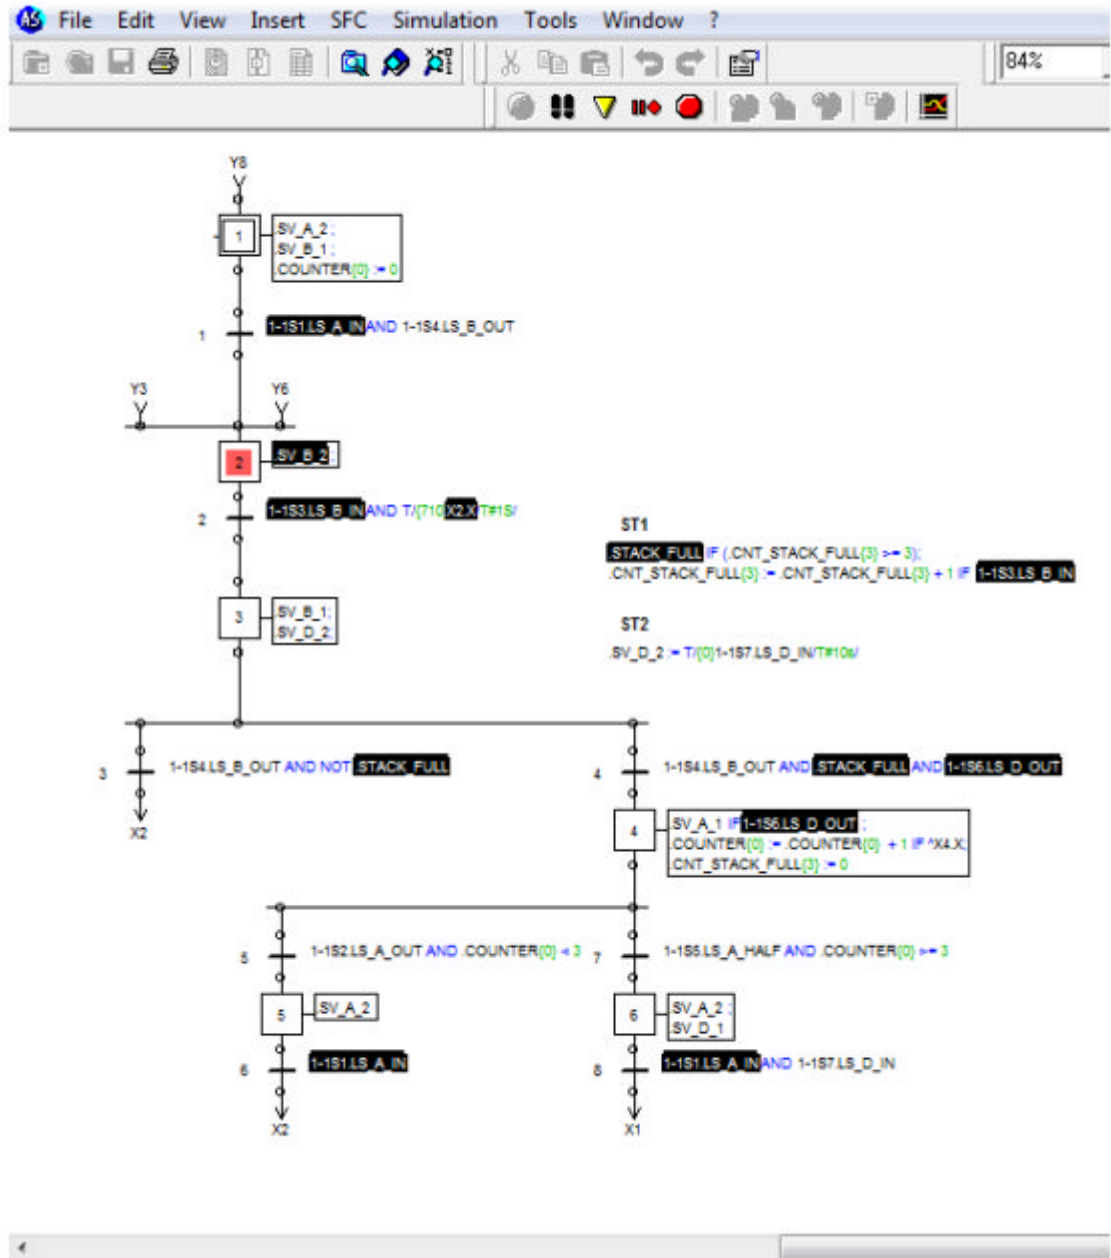 AS File Edit View Insert SFC Simulation Tools Window ?
84%
Y8
1
.SV_A_2 ;
.SV_B_1 ;
.COUNTER{0} := 0
1
1-1S1.LS_A_IN AND 1-1S4.LS_B_OUT
Y3
Y6
2
.SV_B_2;
2
1-1S3.LS_B_IN AND T/{710}X2.X/T#1S/
ST1
.STACK_FULL IF (.CNT_STACK_FULL{3} >= 3);
.CNT_STACK_FULL{3} := .CNT_STACK_FULL{3} + 1 IF 1-1S3.LS_B_IN
3
.SV_B_1;
.SV_D_2;
ST2
.SV_D_2 := T/{0}1-1S7.LS_D_IN/T#10s/
3
1-1S4.LS_B_OUT AND NOT .STACK_FULL
4
1-1S4.LS_B_OUT AND .STACK_FULL AND 1-1S6.LS_D_OUT
X2
4
.SV_A_1 IF 1-1S6.LS_D_OUT ;
.COUNTER{0} := .COUNTER{0} + 1 IF ^X4.X;
.CNT_STACK_FULL{3} := 0
5
1-1S2.LS_A_OUT AND .COUNTER{0} < 3
7
1-1S5.LS_A_HALF AND .COUNTER{0} >= 3
5
.SV_A_2
6
.SV_A_2 ;
.SV_D_1
6
1-1S1.LS_A_IN
8
1-1S1.LS_A_IN AND 1-1S7.LS_D_IN
X2
X1